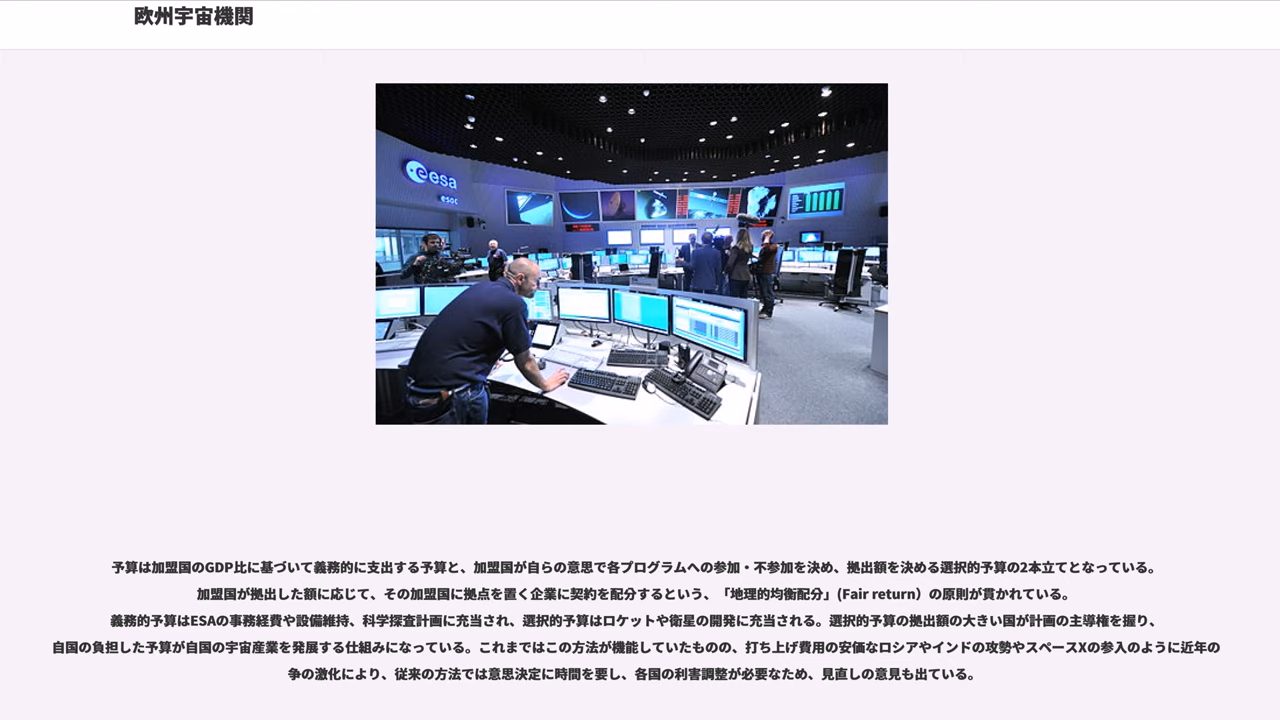 欧州宇宙機関
esa
esoc
予算は加盟国のGDP比に基づいて義務的に支出する予算と、加盟国が自らの意思で各プログラムへの参加・不参加を決め、拠出額を決める選択的予算の2本立てとなっている。
加盟国が拠出した額に応じて、その加盟国に拠点を置く企業に契約を配分するという、「地理的均衡配分」(Fair return）の原則が貫かれている。
義務的予算はESAの事務経費や設備維持、科学探査計画に充当され、選択的予算はロケットや衛星の開発に充当される。選択的予算の拠出額の大きい国が計画の主導権を握り、
自国の負担した予算が自国の宇宙産業を発展する仕組みになっている。これまではこの方法が機能していたものの、打ち上げ費用の安価なロシアやインドの攻勢やスペースXの参入のように近年の
争の激化により、従来の方法では意思決定に時間を要し、各国の利害調整が必要なため、見直しの意見も出ている。